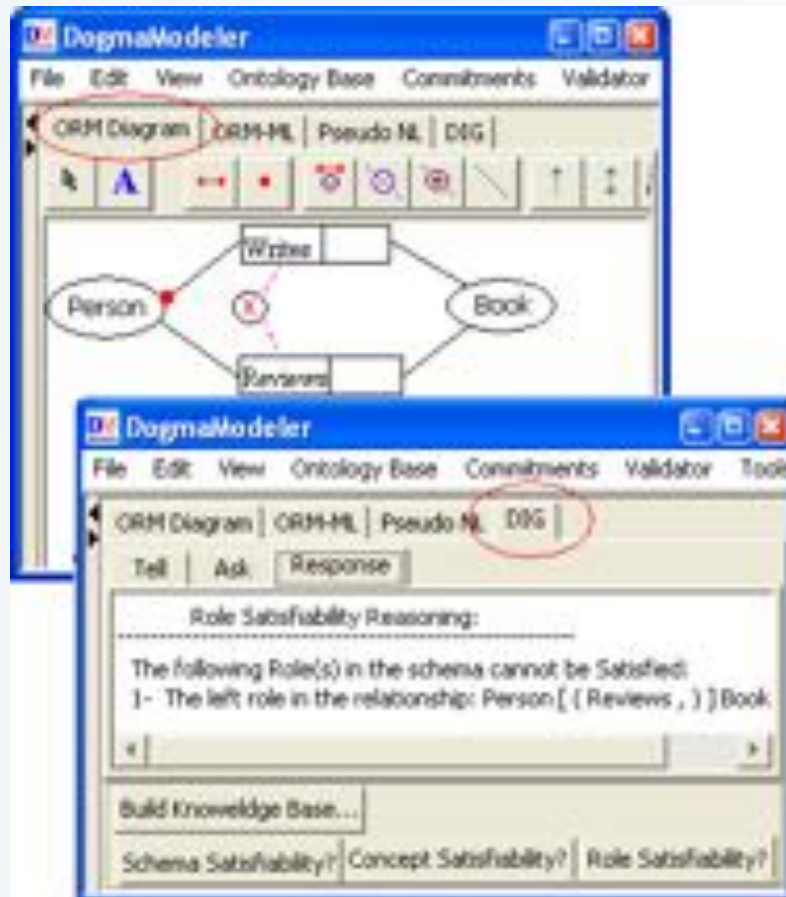 DogmaModeler
File Edit View Ontology Base Commitments Validator
ORM Diagram ORM-ML Pseudo NL DIG
A
Writes
Person X Book
Reviews
DogmaModeler
File Edit View Ontology Base Commitments Validator Tools
ORM Diagram ORM-ML Pseudo NL DIG
Tell Ask Response
Role Satisfiability Reasoning:
The following Role(s) in the schema cannot be Satisfied:
1- The left role in the relationship: Person [ ( Reviews , ) ] Book
Build Knoweldge Base...
Schema Satisfiability? Concept Satisfiability? Role Satisfiability?